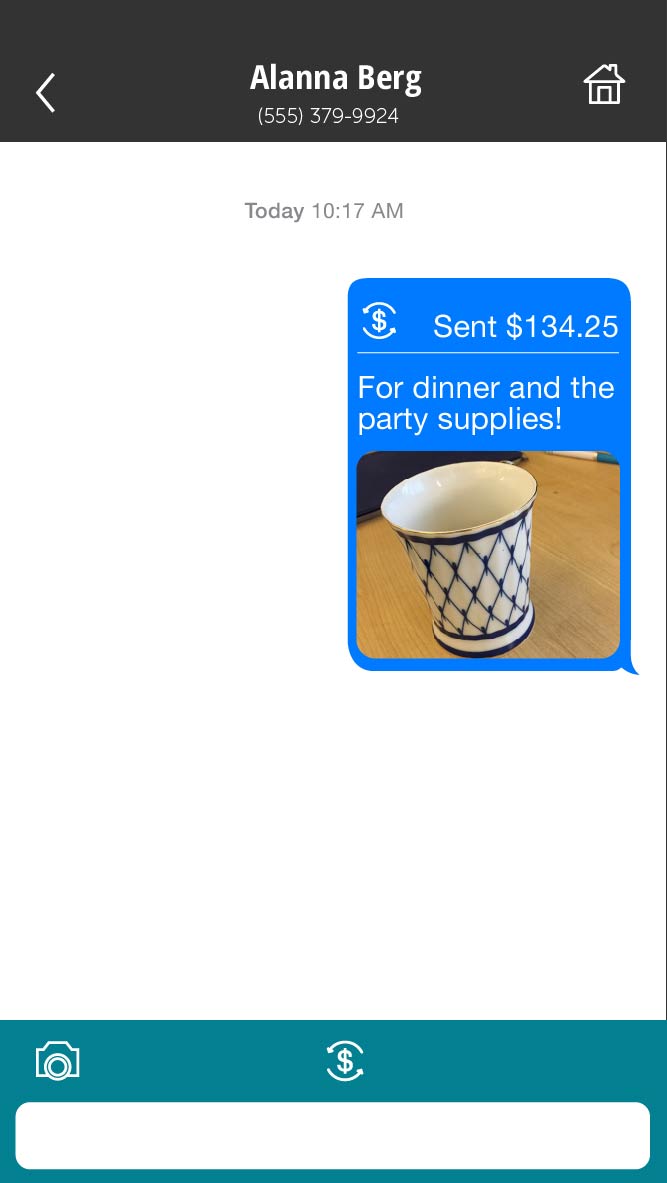 Alanna Berg
(555) 379-9924
Today 10:17 AM
Sent $134.25
For dinner and the
party supplies!